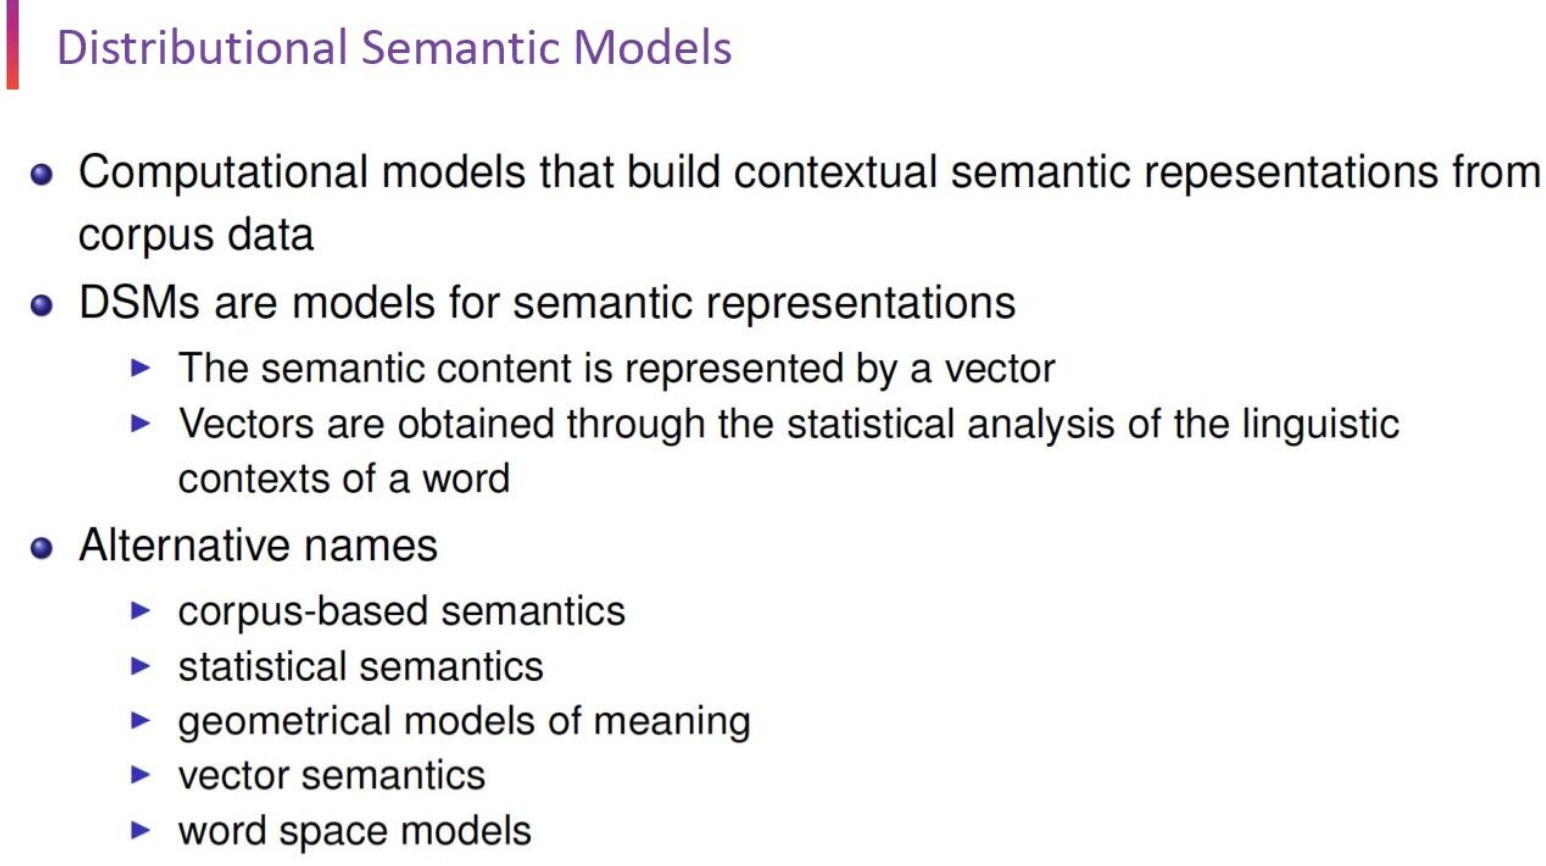 Distributional Semantic Models
Computational models that build contextual semantic repesentations from
corpus data
DSMs are models for semantic representations
The semantic content is represented by a vector
Vectors are obtained through the statistical analysis of the linguistic
contexts of a word
Alternative names
corpus-based semantics
statistical semantics
geometrical models of meaning
vector semantics
word space models